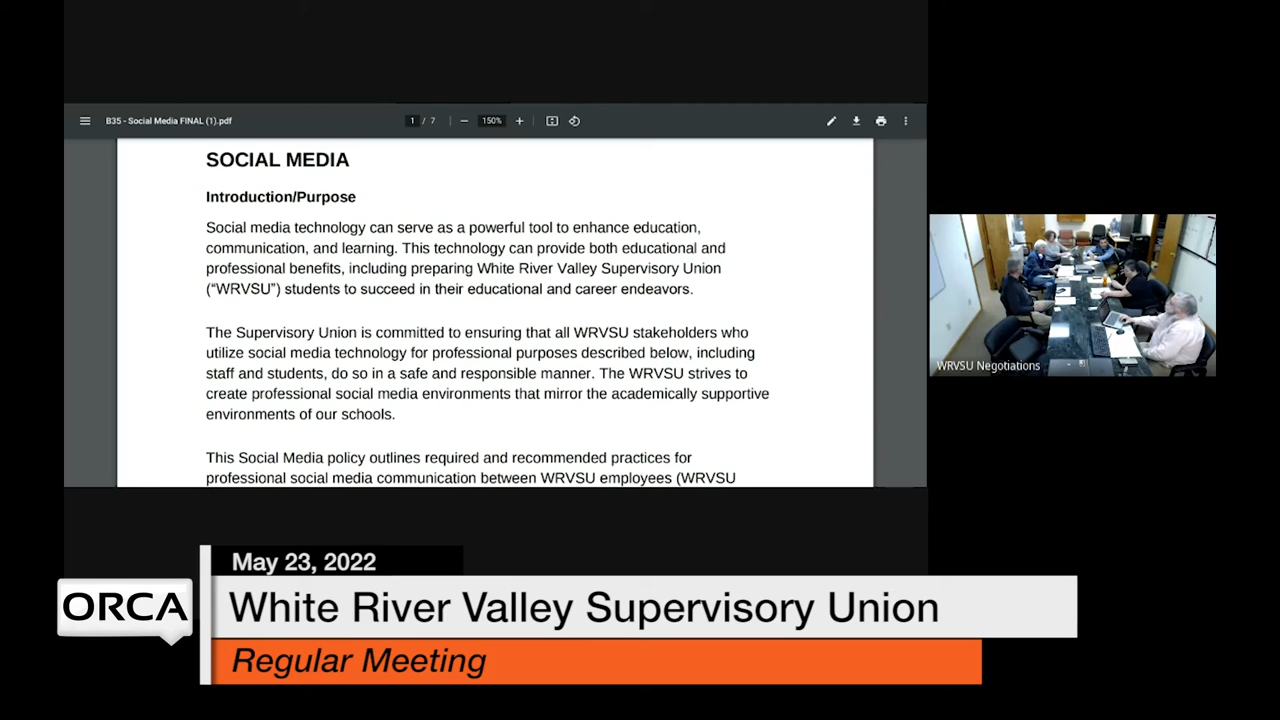 B35 - Social Media FINAL (1).pdf
1 / 7
150%
SOCIAL MEDIA
Introduction/Purpose
Social media technology can serve as a powerful tool to enhance education,
communication, and learning. This technology can provide both educational and
professional benefits, including preparing White River Valley Supervisory Union
(“WRVSU”) students to succeed in their educational and career endeavors.
The Supervisory Union is committed to ensuring that all WRVSU stakeholders who
utilize social media technology for professional purposes described below, including
staff and students, do so in a safe and responsible manner. The WRVSU strives to
create professional social media environments that mirror the academically supportive
environments of our schools.
This Social Media policy outlines required and recommended practices for
professional social media communication between WRVSU employees (WRVSU
WRVSU Negotiations
May 23, 2022
ORCA
White River Valley Supervisory Union
Regular Meeting